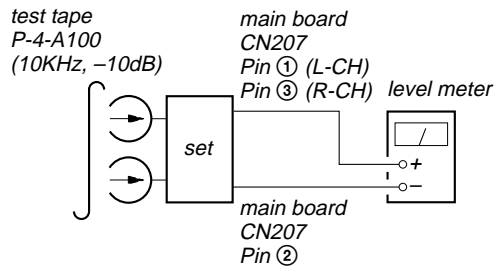 test tape
P-4-A100
(10KHz, –10dB)
main board
CN207
Pin ① (L-CH)
Pin ③ (R-CH)
level meter
set
+
–
main board
CN207
Pin ②